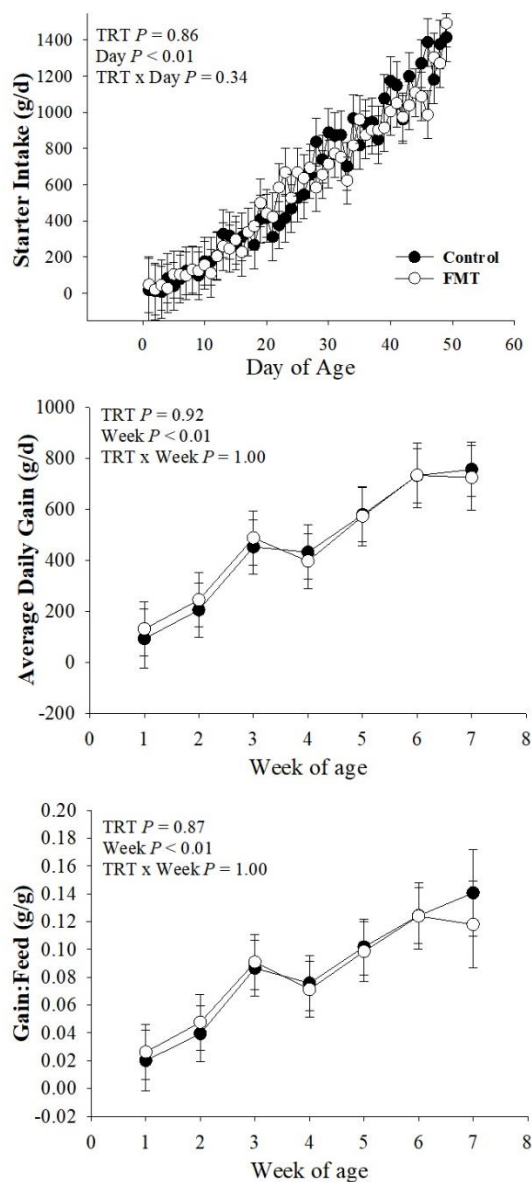 TRT P = 0.86
Day P < 0.01
TRT x Day P = 0.34
Starter Intake (g/d)
1400
1200
1000
800
600
400
200
0
Control
FMT
0 10 20 30 40 50 60
Day of Age
TRT P = 0.92
Week P < 0.01
TRT x Week P = 1.00
Average Daily Gain (g/d)
1000
800
600
400
200
0
-200
0 1 2 3 4 5 6 7 8
Week of age
TRT P = 0.87
Week P < 0.01
TRT x Week P = 1.00
Gain:Feed (g/g)
0.20
0.18
0.16
0.14
0.12
0.10
0.08
0.06
0.04
0.02
0.00
-0.02
0 1 2 3 4 5 6 7 8
Week of age